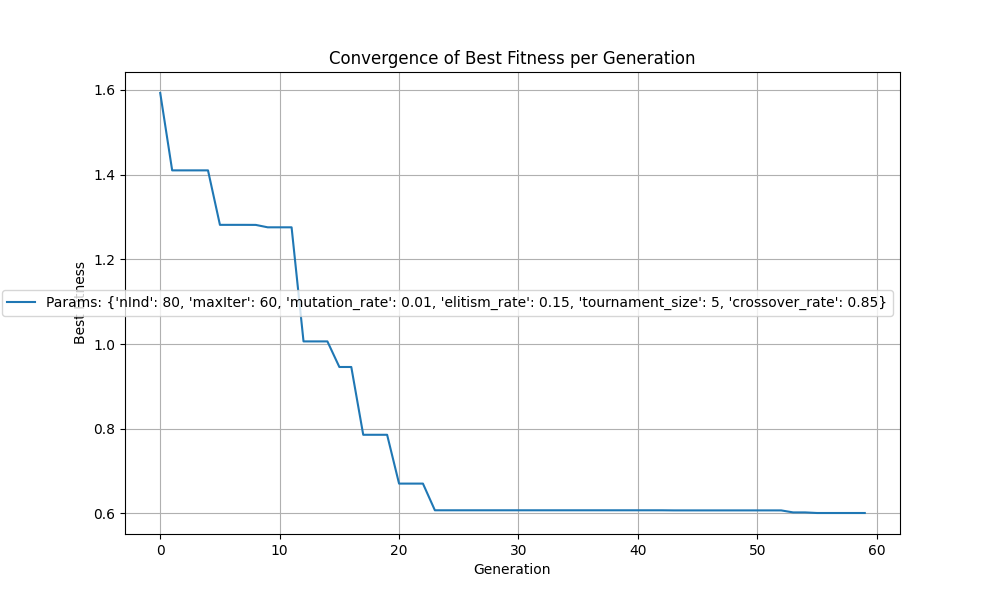 Convergence of Best Fitness per Generation
1.6
1.4
1.2
1.0
0.8
0.6
Best Fitness
Params: {'nInd': 80, 'maxIter': 60, 'mutation_rate': 0.01, 'elitism_rate': 0.15, 'tournament_size': 5, 'crossover_rate': 0.85}
0 10 20 30 40 50 60
Generation